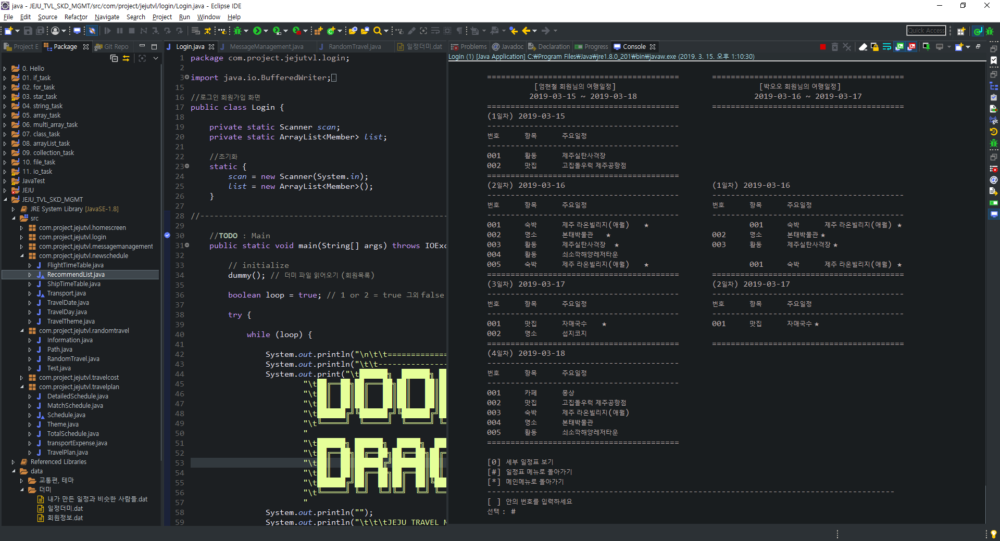 java - JEJU_TVL_SKD_MGMT/src/com/project/jejutvl/login/Login.java - Eclipse IDE
File Edit Source Refactor Navigate Search Project Run Window Help
Quick Access
Project E
Package
Git Repo
0. Hello
01. if_task
02. for_task
03. star_task
04. string_task
05. array_task
06. multi_array_task
07. class_task
08. arrayList_task
09. collection_task
10. file_task
11. io_task
JavaTest
JEJU
JEJU_TVL_SKD_MGMT
JRE System Library [JavaSE-1.8]
src
com.project.jejutvl.homescreen
com.project.jejutvl.login
com.project.jejutvl.messagemanagement
com.project.jejutvl.newschedule
FlightTimeTable.java
RecommendList.java
ShipTimeTable.java
Transport.java
TravelDate.java
TravelDay.java
TravelTheme.java
com.project.jejutvl.randomtravel
Information.java
Path.java
RandomTravel.java
Test.java
com.project.jejutvl.travelcost
com.project.jejutvl.travelplan
DetailedSchedule.java
MatchSchedule.java
Schedule.java
Theme.java
TotalSchedule.java
transportExpense.java
TravelPlan.java
Referenced Libraries
data
교통편, 테마
더미
내가 만든 일정과 비슷한 사람들.dat
일정더미.dat
회원정보.dat
Login.java MessageManagement.java RandomTravel.java 일정더미.dat
1 package com.project.jejutvl.login;
2
3 import java.io.BufferedWriter;
15
16 //로그인 회원가입 화면
17 public class Login {
18
19 private static Scanner scan;
20 private static ArrayList<Member> list;
21
22 //초기화
23 static {
24 scan = new Scanner(System.in);
25 list = new ArrayList<Member>();
26 }
27
28 //-----------------------------------------------------
29
30 //TODO : Main
31 public static void main(String[] args) throws IOExc
32
33 // initialize
34 dummy(); // 더미 파일 읽어오기 (회원목록)
35
36 boolean loop = true; // 1 or 2 = true 그외 false
37
38 try {
39
40 while (loop) {
41
42 System.out.println("\n\t\t=============
43 System.out.println("\t\t---------------
44 System.out.print("\t
45 "\t
46 "\t
47 "\t
48 "\t
49 "\t
50 "
51 "\t
52 "\t
53 "\t
54 "\t
55 "\t
56 "\t
57 "
58 System.out.println("");
59 System.out.println("\t\t\tJEJU TRAVEL M
Problems Javadoc Declaration Progress Console
Login (1) [Java Application] C:₩Program Files₩Java₩jre1.8.0_201₩bin₩javaw.exe (2019. 3. 15. 오후 1:10:30)
========================================= =========================================
[엄현철 회원님의 여행일정] [박오오 회원님의 여행일정]
2019-03-15 ~ 2019-03-18 2019-03-16 ~ 2019-03-17
========================================= =========================================
(1일차) 2019-03-15
-----------------------------------------
번호 항목 주요일정
-----------------------------------------
001 활동 제주실탄사격장
002 맛집 고집돌우럭 제주공항점
=========================================
(2일차) 2019-03-16 (1일차) 2019-03-16
----------------------------------------- -----------------------------------------
번호 항목 주요일정 번호 항목 주요일정
----------------------------------------- -----------------------------------------
001 숙박 제주 라온빌리지(애월) ★ 001 숙박 제주 라온빌리지(애월) ★
002 명소 본태박물관 ★ 002 명소 본태박물관 ★
003 활동 제주실탄사격장 ★ 003 활동 제주실탄사격장 ★
004 활동 쇠소깍해양레저타운
005 숙박 제주 라온빌리지(애월) ★ 001 숙박 제주 라온빌리지(애월) ★
========================================= =========================================
(3일차) 2019-03-17 (2일차) 2019-03-17
----------------------------------------- -----------------------------------------
번호 항목 주요일정 번호 항목 주요일정
----------------------------------------- -----------------------------------------
001 맛집 자매국수 ★ 001 맛집 자매국수 ★
002 명소 섭지코지
========================================= =========================================
(4일차) 2019-03-18
-----------------------------------------
번호 항목 주요일정
-----------------------------------------
001 카페 몽상
002 맛집 고집돌우럭 제주공항점
003 숙박 제주 라온빌리지(애월)
004 명소 본태박물관
005 활동 쇠소깍해양레저타운
=========================================
[0] 세부 일정표 보기
[#] 일정표 메뉴로 돌아가기
[*] 메인메뉴로 돌아가기
---------------------------------------------------------------------------------------
[ ] 안의 번호를 입력하세요
선택 : #